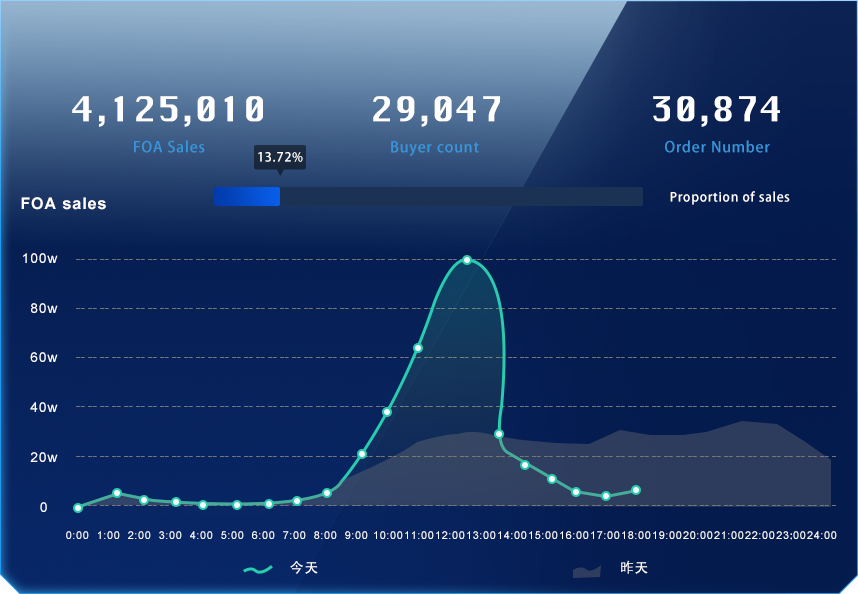 4,125,010 29,047 30,874
FOA Sales Buyer count Order Number
13.72%
FOA sales Proportion of sales
100w
80w
60w
40w
20w
0
0:00 1:00 2:00 3:00 4:00 5:00 6:00 7:00 8:00 9:00 10:00 11:00 12:00 13:00 14:00 15:00 16:00 17:00 18:00 19:00 20:00 21:00 22:00 23:00 24:00
今天 昨天